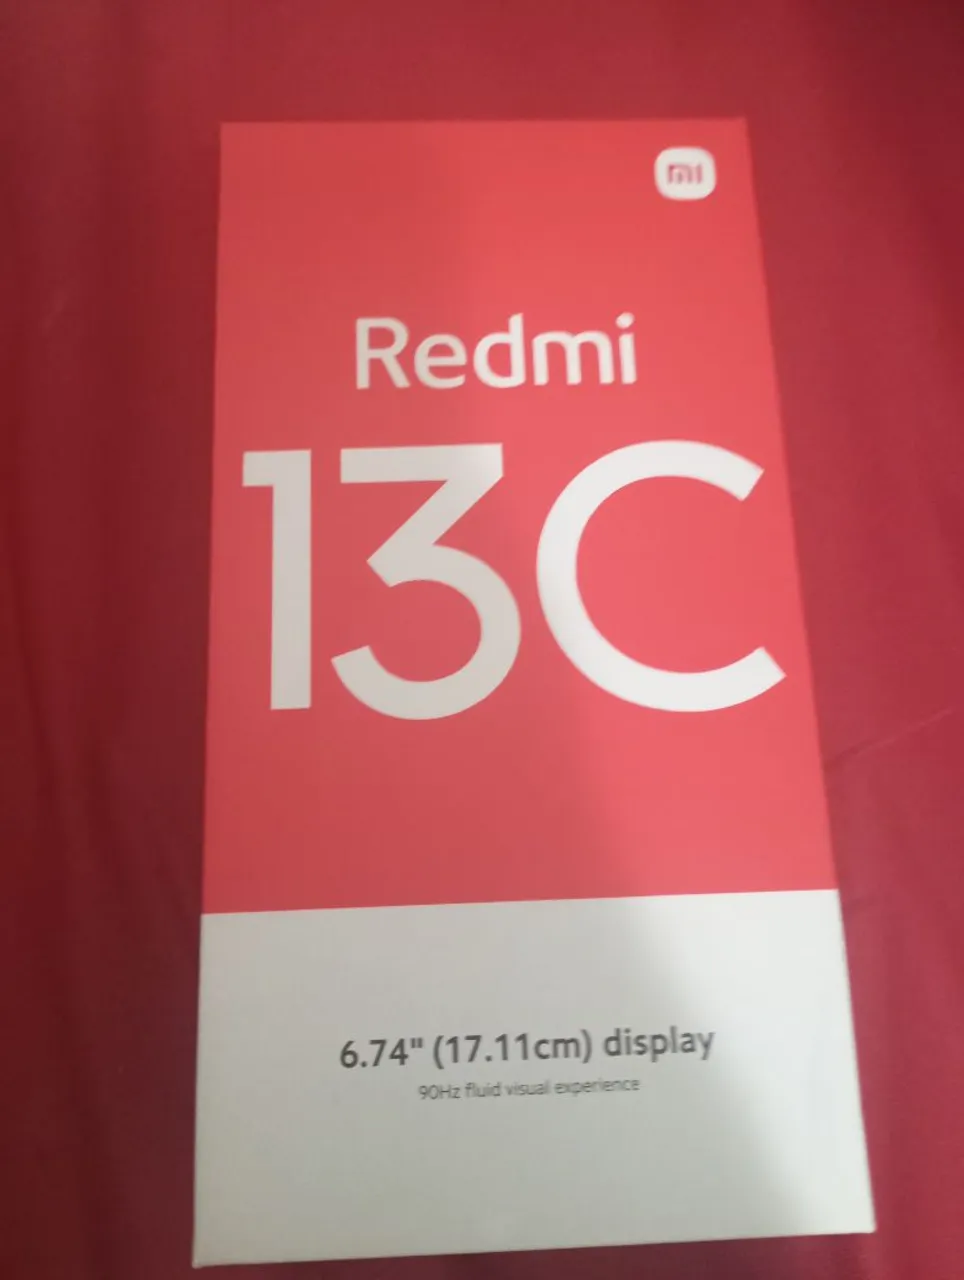 mi
Redmi
13C
6.74" (17.11cm) display
90Hz fluid visual experience